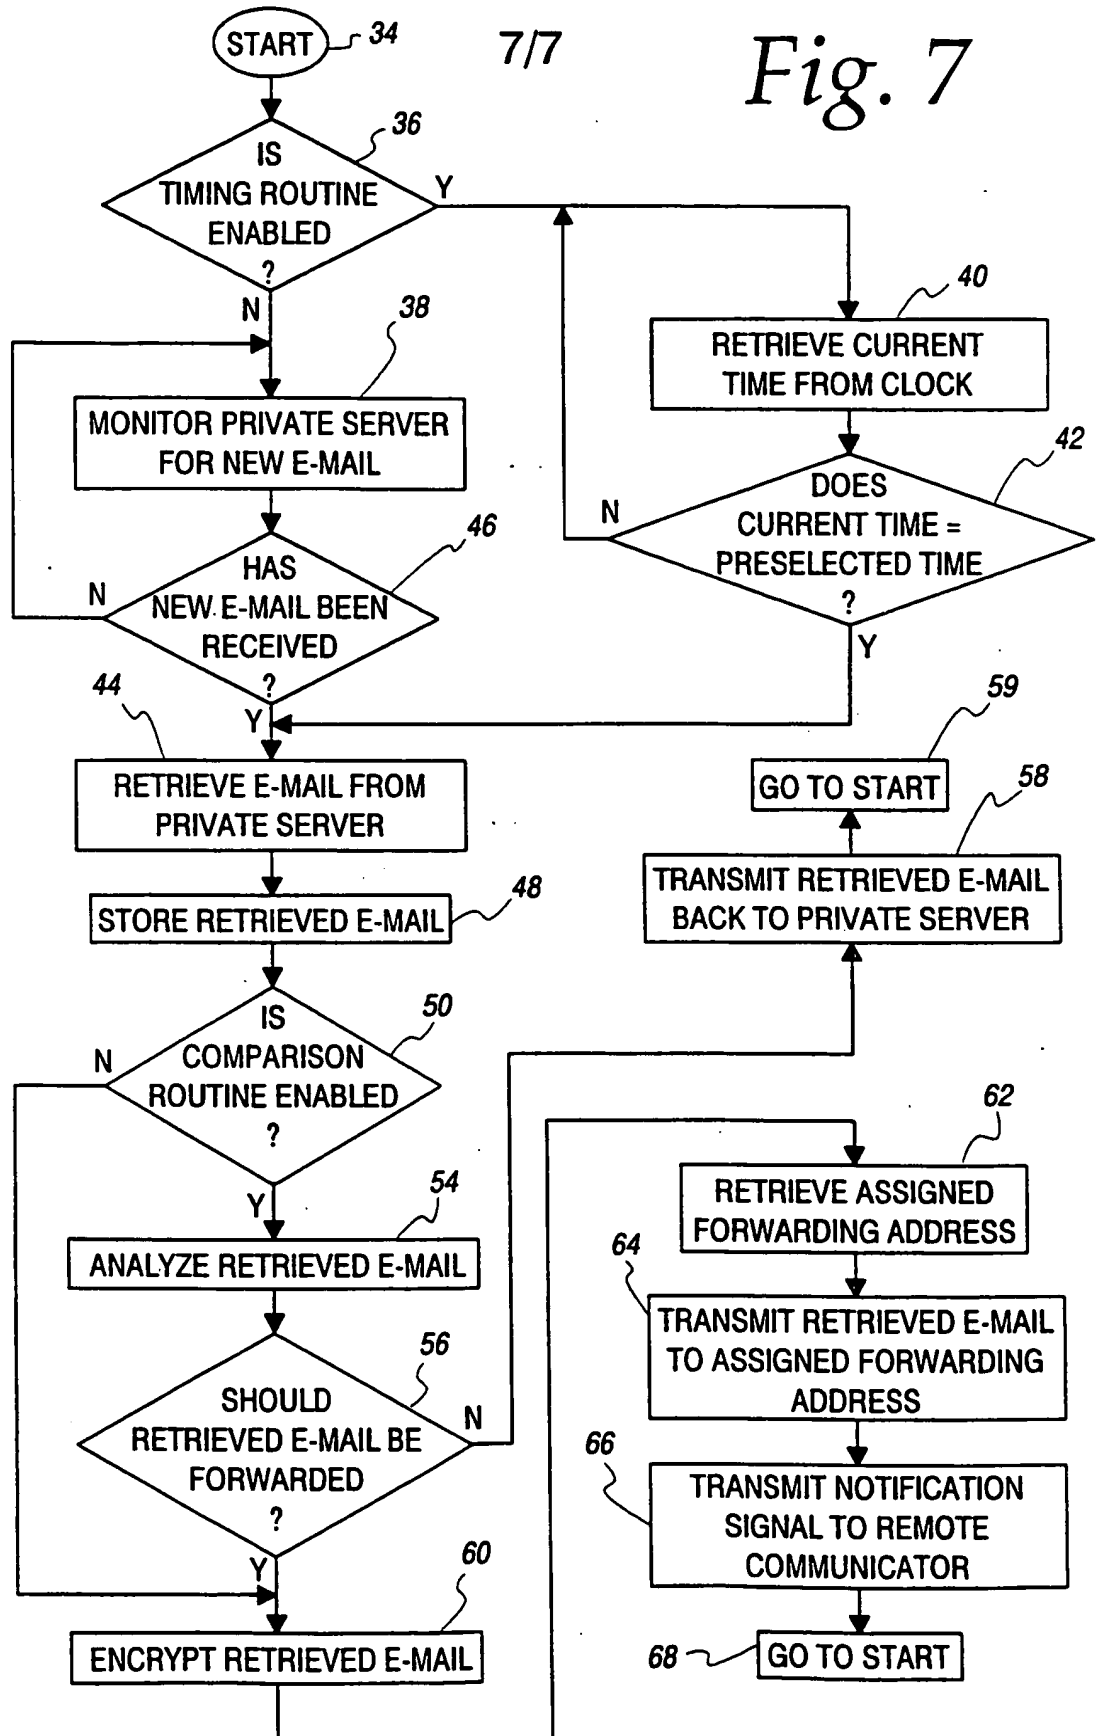 START
34
7/7
Fig. 7
36
IS
TIMING ROUTINE
ENABLED
?
Y
N
38
MONITOR PRIVATE SERVER
FOR NEW E-MAIL
46
HAS
NEW E-MAIL BEEN
RECEIVED
?
N
Y
40
RETRIEVE CURRENT
TIME FROM CLOCK
42
DOES
CURRENT TIME =
PRESELECTED TIME
?
N
Y
44
RETRIEVE E-MAIL FROM
PRIVATE SERVER
48
STORE RETRIEVED E-MAIL
50
IS
COMPARISON
ROUTINE ENABLED
?
N
Y
54
ANALYZE RETRIEVED E-MAIL
56
SHOULD
RETRIEVED E-MAIL BE
FORWARDED
?
N
Y
60
ENCRYPT RETRIEVED E-MAIL
59
GO TO START
58
TRANSMIT RETRIEVED E-MAIL
BACK TO PRIVATE SERVER
62
RETRIEVE ASSIGNED
FORWARDING ADDRESS
64
TRANSMIT RETRIEVED E-MAIL
TO ASSIGNED FORWARDING
ADDRESS
66
TRANSMIT NOTIFICATION
SIGNAL TO REMOTE
COMMUNICATOR
68
GO TO START